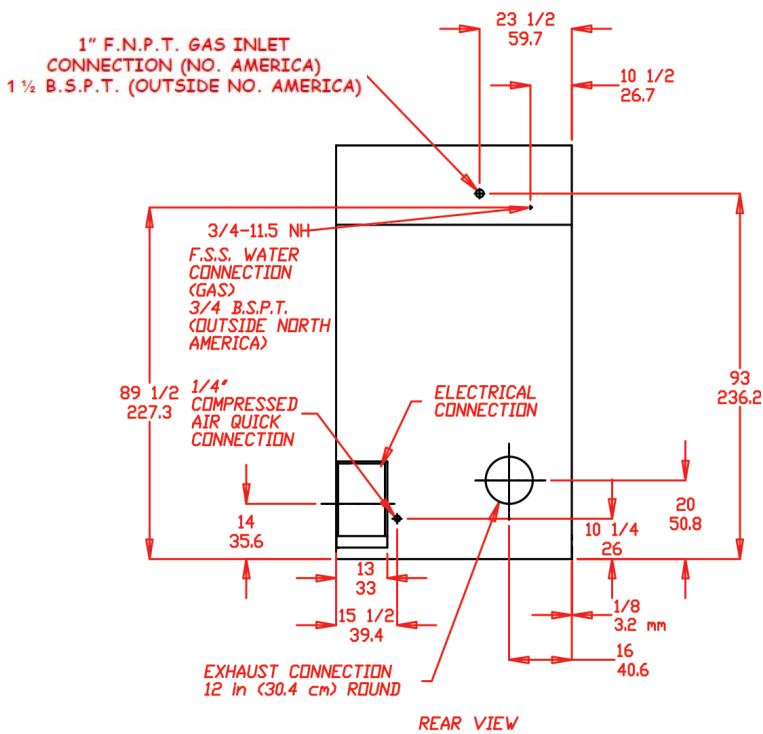 23 1/2
59.7
1" F.N.P.T. GAS INLET
CONNECTION (NO. AMERICA)
1 ½ B.S.P.T. (OUTSIDE NO. AMERICA)
10 1/2
26.7
3/4-11.5 NH
F.S.S. WATER
CONNECTION
(GAS)
3/4 B.S.P.T.
(OUTSIDE NORTH
AMERICA)
89 1/2
227.3
1/4"
COMPRESSED
AIR QUICK
CONNECTION
ELECTRICAL
CONNECTION
93
236.2
14
35.6
20
50.8
10 1/4
26
13
33
15 1/2
39.4
1/8
3.2 mm
16
40.6
EXHAUST CONNECTION
12 in (30.4 cm) ROUND
REAR VIEW